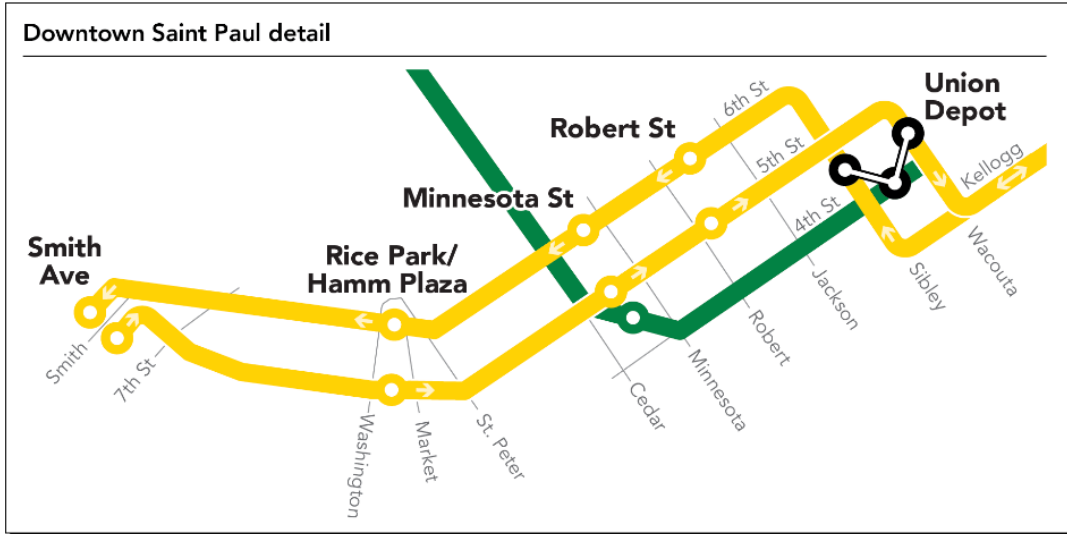 Downtown Saint Paul detail
Union
Depot
6th St
Robert St
5th St
Kellogg
Minnesota St
4th St
Smith
Ave
Rice Park/
Hamm Plaza
Wacouta
Sibley
Jackson
Robert
Smith
7th St
Minnesota
Cedar
St. Peter
Market
Washington